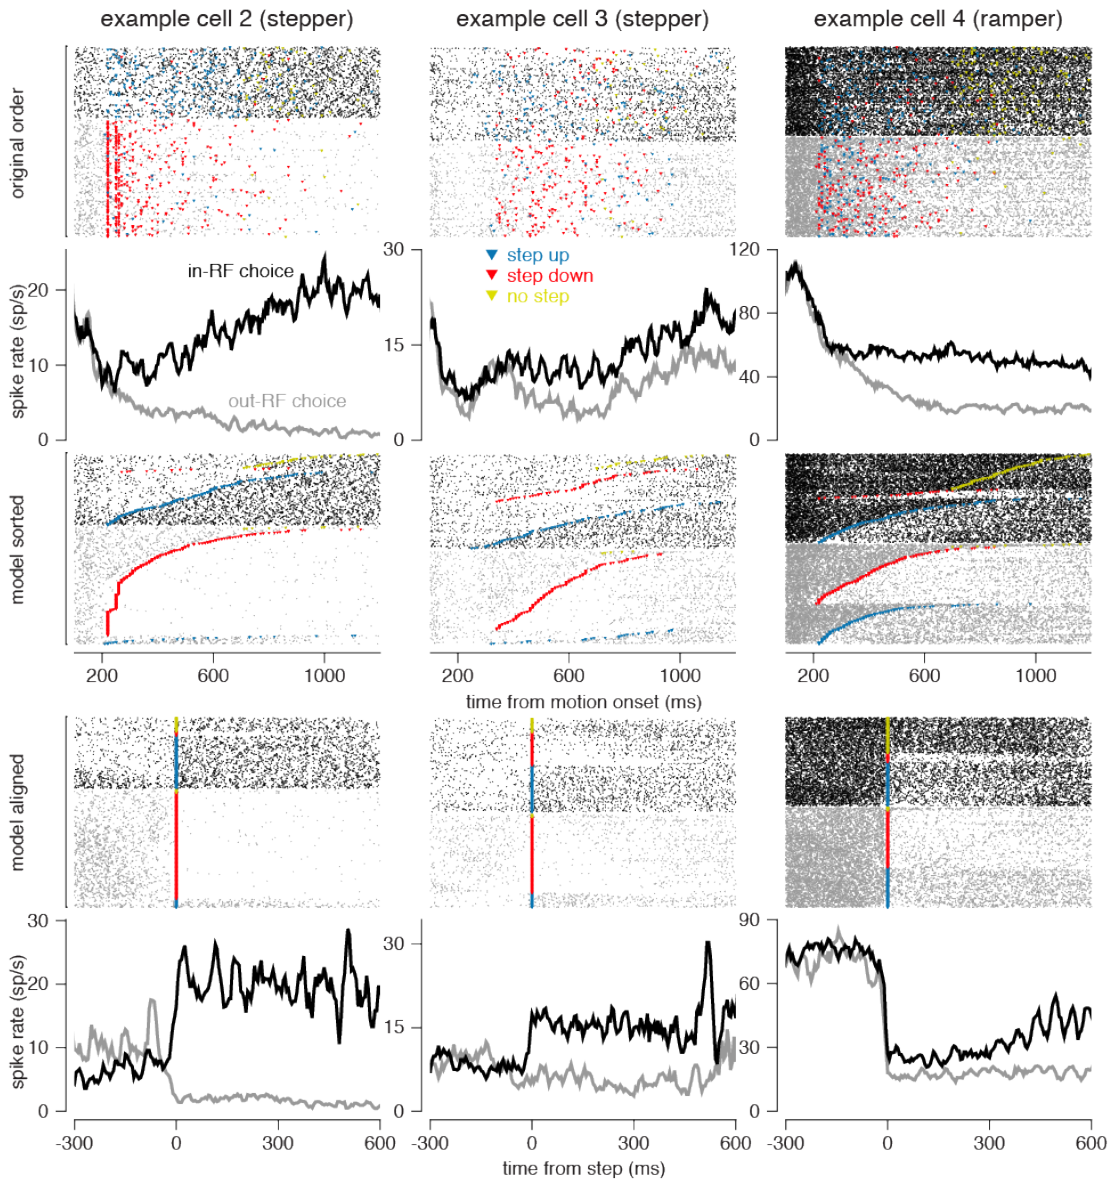 example cell 2 (stepper)
example cell 3 (stepper)
example cell 4 (ramper)
original order
spike rate (sp/s)
20
10
0
in-RF choice
out-RF choice
30
15
0
step up
step down
no step
120
80
40
0
model sorted
200
600
1000
200
600
1000
200
600
1000
time from motion onset (ms)
model aligned
spike rate (sp/s)
30
20
10
0
30
15
0
90
60
30
0
-300
0
300
600
-300
0
300
600
-300
0
300
600
time from step (ms)